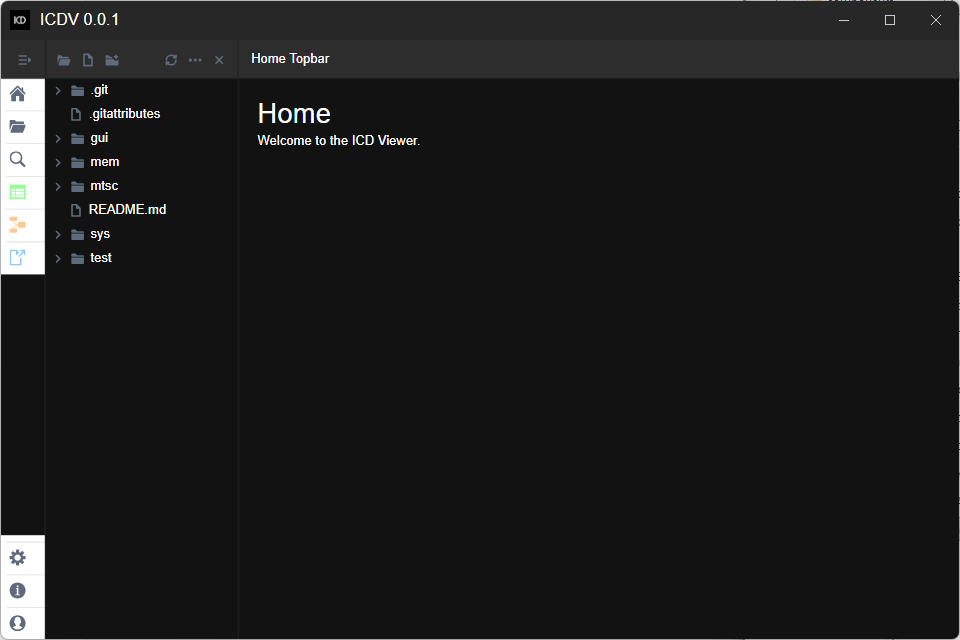 KD ICDV 0.0.1
Home Topbar
.git
.gitattributes
gui
mem
mtsc
README.md
sys
test
Home
Welcome to the ICD Viewer.